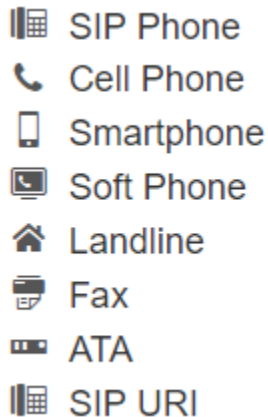 SIP Phone
Cell Phone
Smartphone
Soft Phone
Landline
Fax
ATA
SIP URI